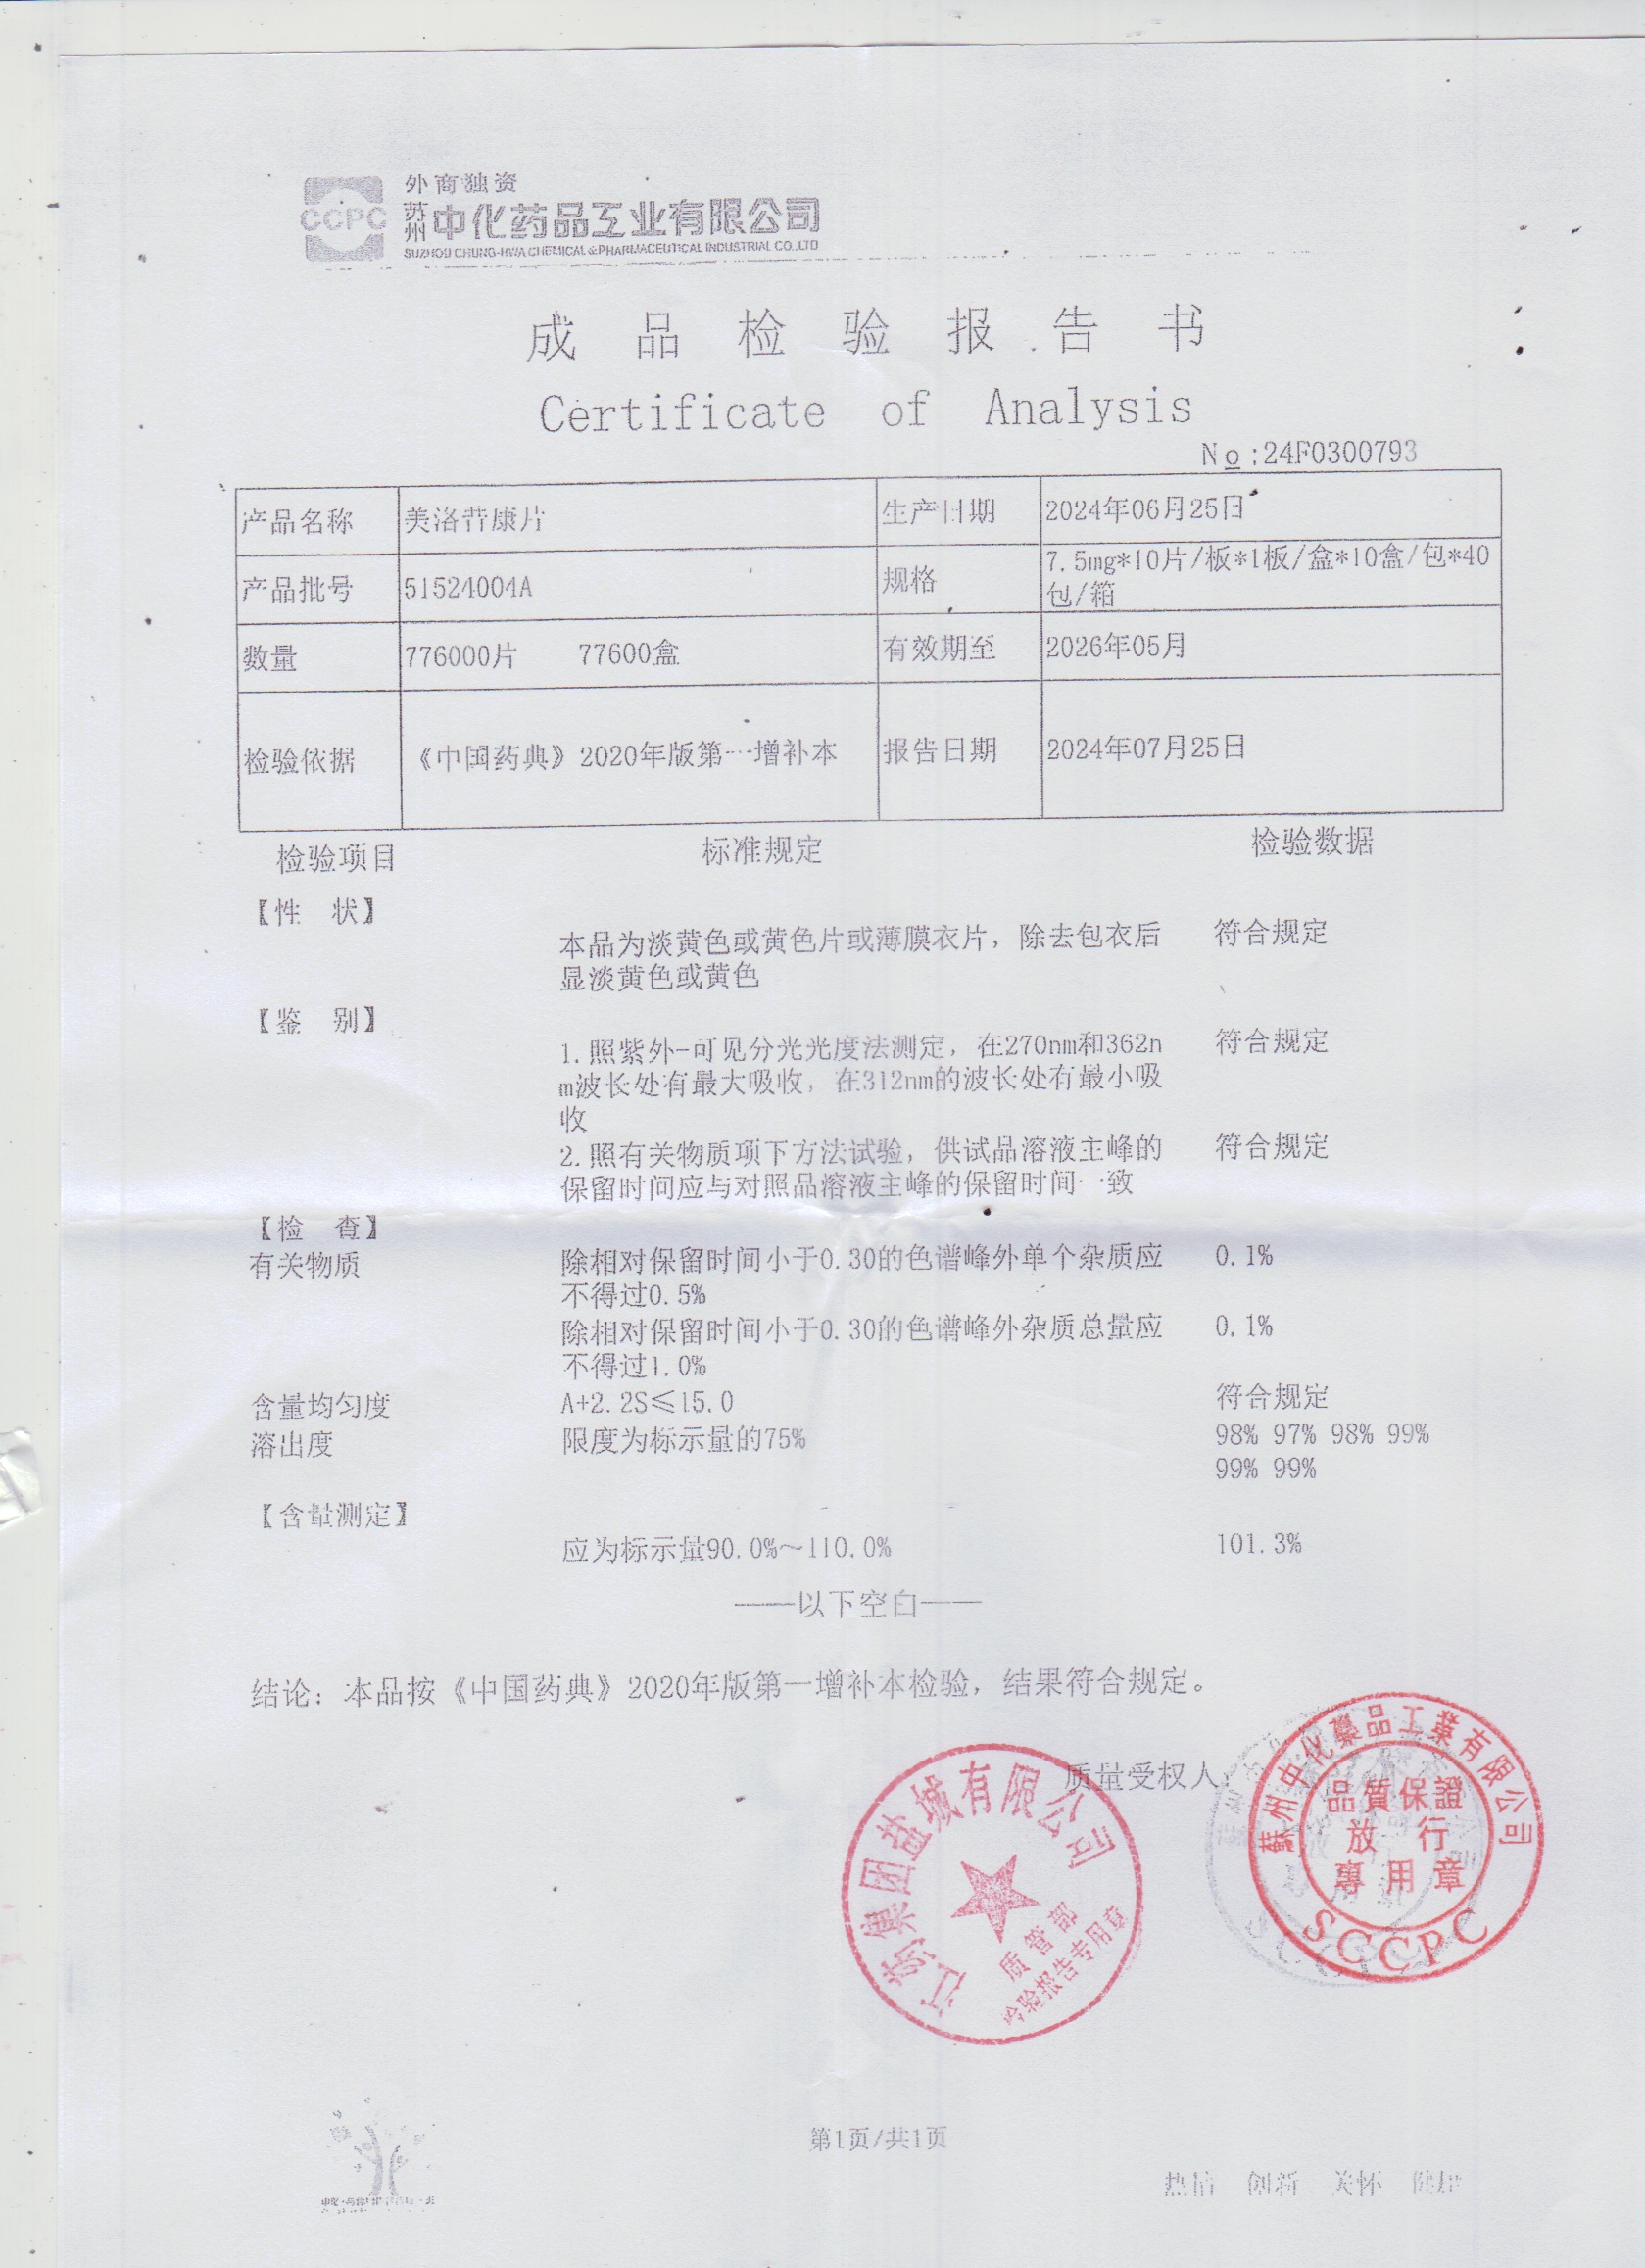 CCPC
外商独资
苏州中化药品工业有限公司
SUZHOU CHUNG-HWA CHEMICAL & PHARMACEUTICAL INDUSTRIAL CO.,LTD
成品检验报告书
Certificate of Analysis
No:24F0300793
产品名称 美洛昔康片 生产日期 2024年06月25日
产品批号 51524004A 规格 7.5mg*10片/板*1板/盒*10盒/包*40
包/箱
数量 776000片 77600盒 有效期至 2026年05月
检验依据 《中国药典》2020年版第一增补本 报告日期 2024年07月25日
检验项目 标准规定 检验数据
【性 状】
本品为淡黄色或黄色片或薄膜衣片，除去包衣后 符合规定
显淡黄色或黄色
【鉴 别】
1.照紫外-可见分光光度法测定，在270nm和362n 符合规定
m波长处有最大吸收，在312nm的波长处有最小吸
收
2.照有关物质项下方法试验，供试品溶液主峰的 符合规定
保留时间应与对照品溶液主峰的保留时间一致
【检 查】
有关物质 除相对保留时间小于0.30的色谱峰外单个杂质应 0.1%
不得过0.5%
除相对保留时间小于0.30的色谱峰外杂质总量应 0.1%
不得过1.0%
含量均匀度 A+2.2S≤15.0 符合规定
溶出度 限度为标示量的75% 98% 97% 98% 99%
99% 99%
【含量测定】
应为标示量90.0%～110.0% 101.3%
——以下空白——
结论：本品按《中国药典》2020年版第一增补本检验，结果符合规定。
质量受权人：
蘇州中化藥品工業有限公司
品質保證
放行
專用章
SCCPC
集团盐城有限公司
质管部
检验报告专用章
第1页/共1页
热情 创新 关怀